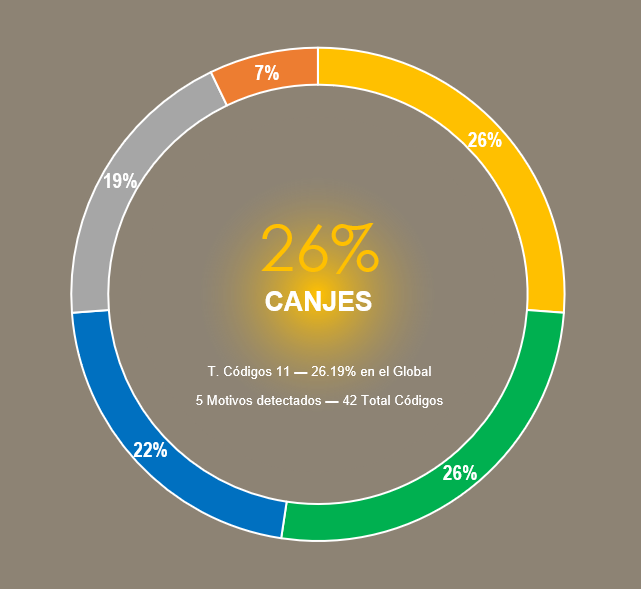 7%
26%
19%
26%
CANJES
T. Códigos 11 — 26.19% en el Global
5 Motivos detectados — 42 Total Códigos
22%
26%